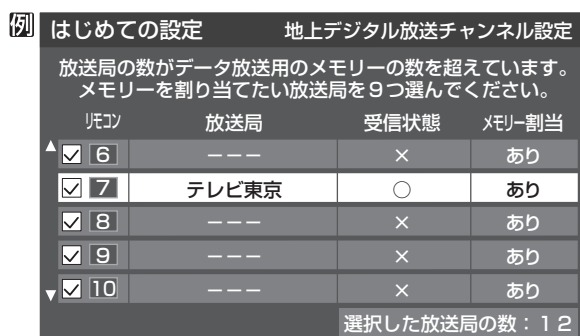 例
はじめての設定 地上デジタル放送チャンネル設定
放送局の数がデータ放送用のメモリーの数を超えています。
メモリーを割り当てたい放送局を9つ選んでください。
リモコン 放送局 受信状態 メモリー割当
6 ーーー × あり
7 テレビ東京 ○ あり
8 ーーー × あり
9 ーーー × あり
10 ーーー × あり
選択した放送局の数：12